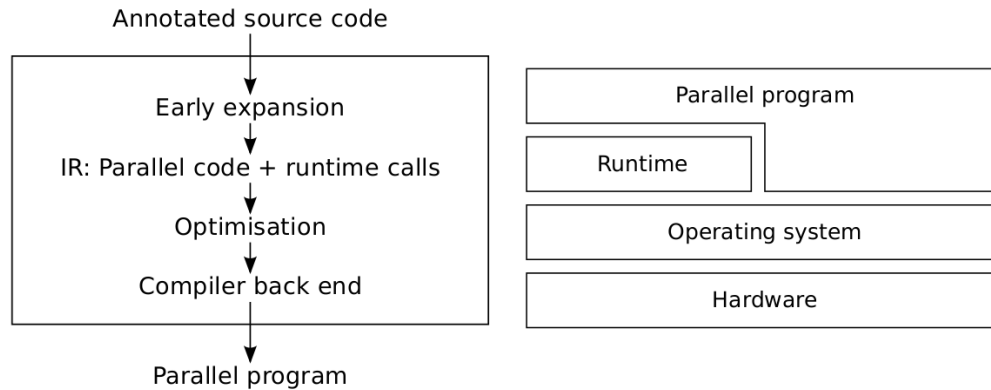 Annotated source code
Early expansion
IR: Parallel code + runtime calls
Optimisation
Compiler back end
Parallel program
Parallel program
Runtime
Operating system
Hardware